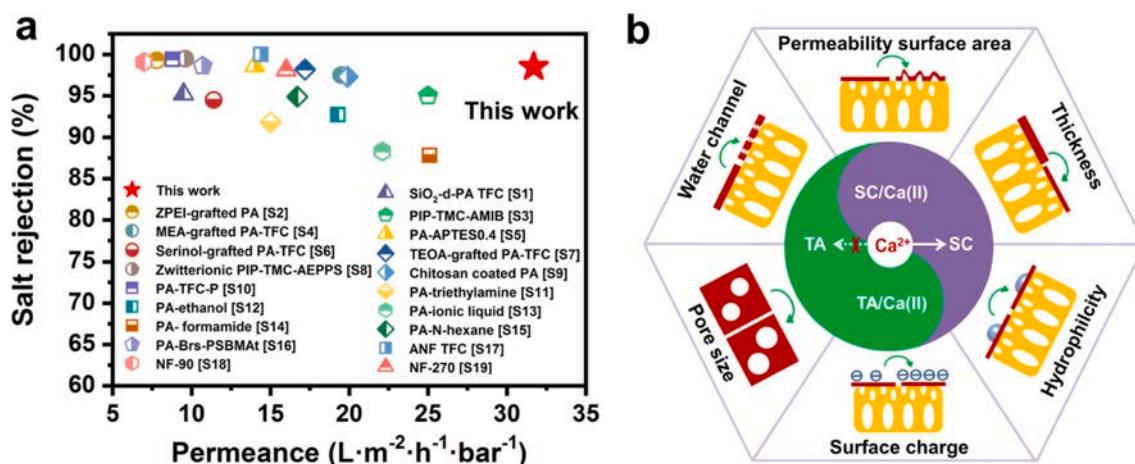 a
Salt rejection (%)
100
95
90
85
80
75
70
65
60
5
10
15
20
25
30
35
Permeance (L·m⁻²·h⁻¹·bar⁻¹)
This work
This work
ZPEI-grafted PA [S2]
MEA-grafted PA-TFC [S4]
Serinol-grafted PA-TFC [S6]
Zwitterionic PIP-TMC-AEPPS [S8]
PA-TFC-P [S10]
PA-ethanol [S12]
PA- formamide [S14]
PA-Brs-PSBMAt [S16]
NF-90 [S18]
SiO₂-d-PA TFC [S1]
PIP-TMC-AMIB [S3]
PA-APTES0.4 [S5]
TEOA-grafted PA-TFC [S7]
Chitosan coated PA [S9]
PA-triethylamine [S11]
PA-ionic liquid [S13]
PA-N-hexane [S15]
ANF TFC [S17]
NF-270 [S19]
b
Permeability surface area
Water channel
Thickness
SC/Ca(II)
TA
x
Ca²⁺
SC
TA/Ca(II)
Pore size
Hydrophilcity
Surface charge